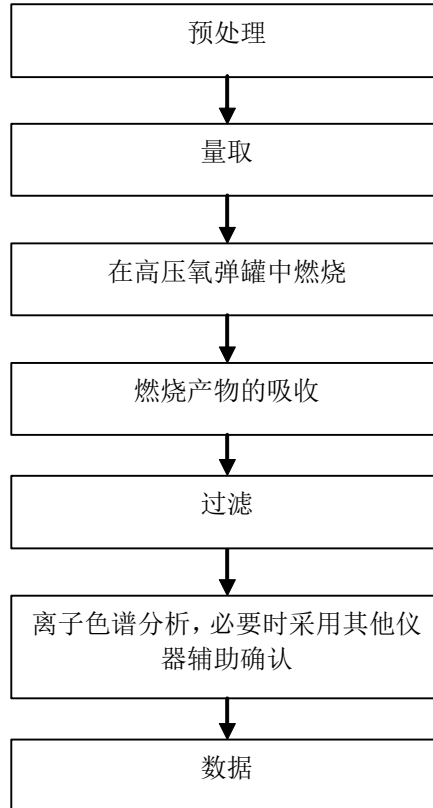 预处理
量取
在高压氧弹罐中燃烧
燃烧产物的吸收
过滤
离子色谱分析，必要时采用其他仪
器辅助确认
数据